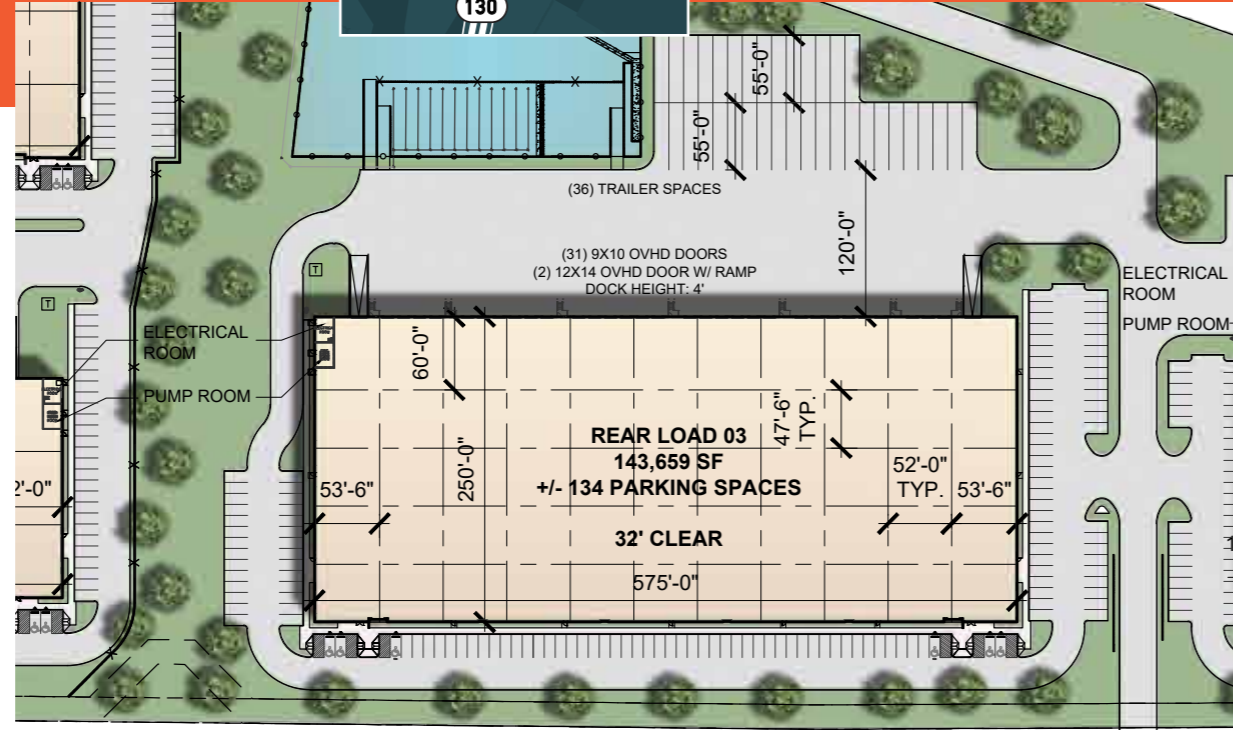 130
55'-0"
55'-0"
(36) TRAILER SPACES
120'-0"
(31) 9X10 OVHD DOORS
(2) 12X14 OVHD DOOR W/ RAMP
DOCK HEIGHT: 4'
T
T
ELECTRICAL
ROOM
PUMP ROOM
ELECTRICAL
ROOM
PUMP ROOM
60'-0"
47'-6"
TYP.
250'-0"
REAR LOAD 03
143,659 SF
+/- 134 PARKING SPACES
32' CLEAR
52'-0"
TYP.
53'-6"
53'-6"
2'-0"
575'-0"